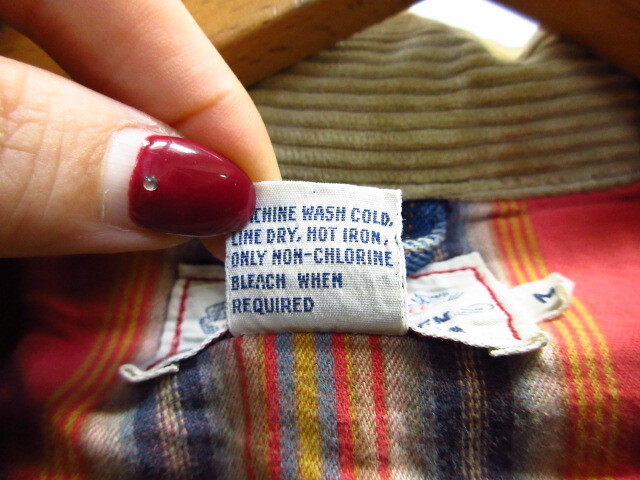 CHINE WASH COLD,
LINE DRY, HOT IRON,
ONLY NON-CHLORINE
BLEACH WHEN
REQUIRED
M